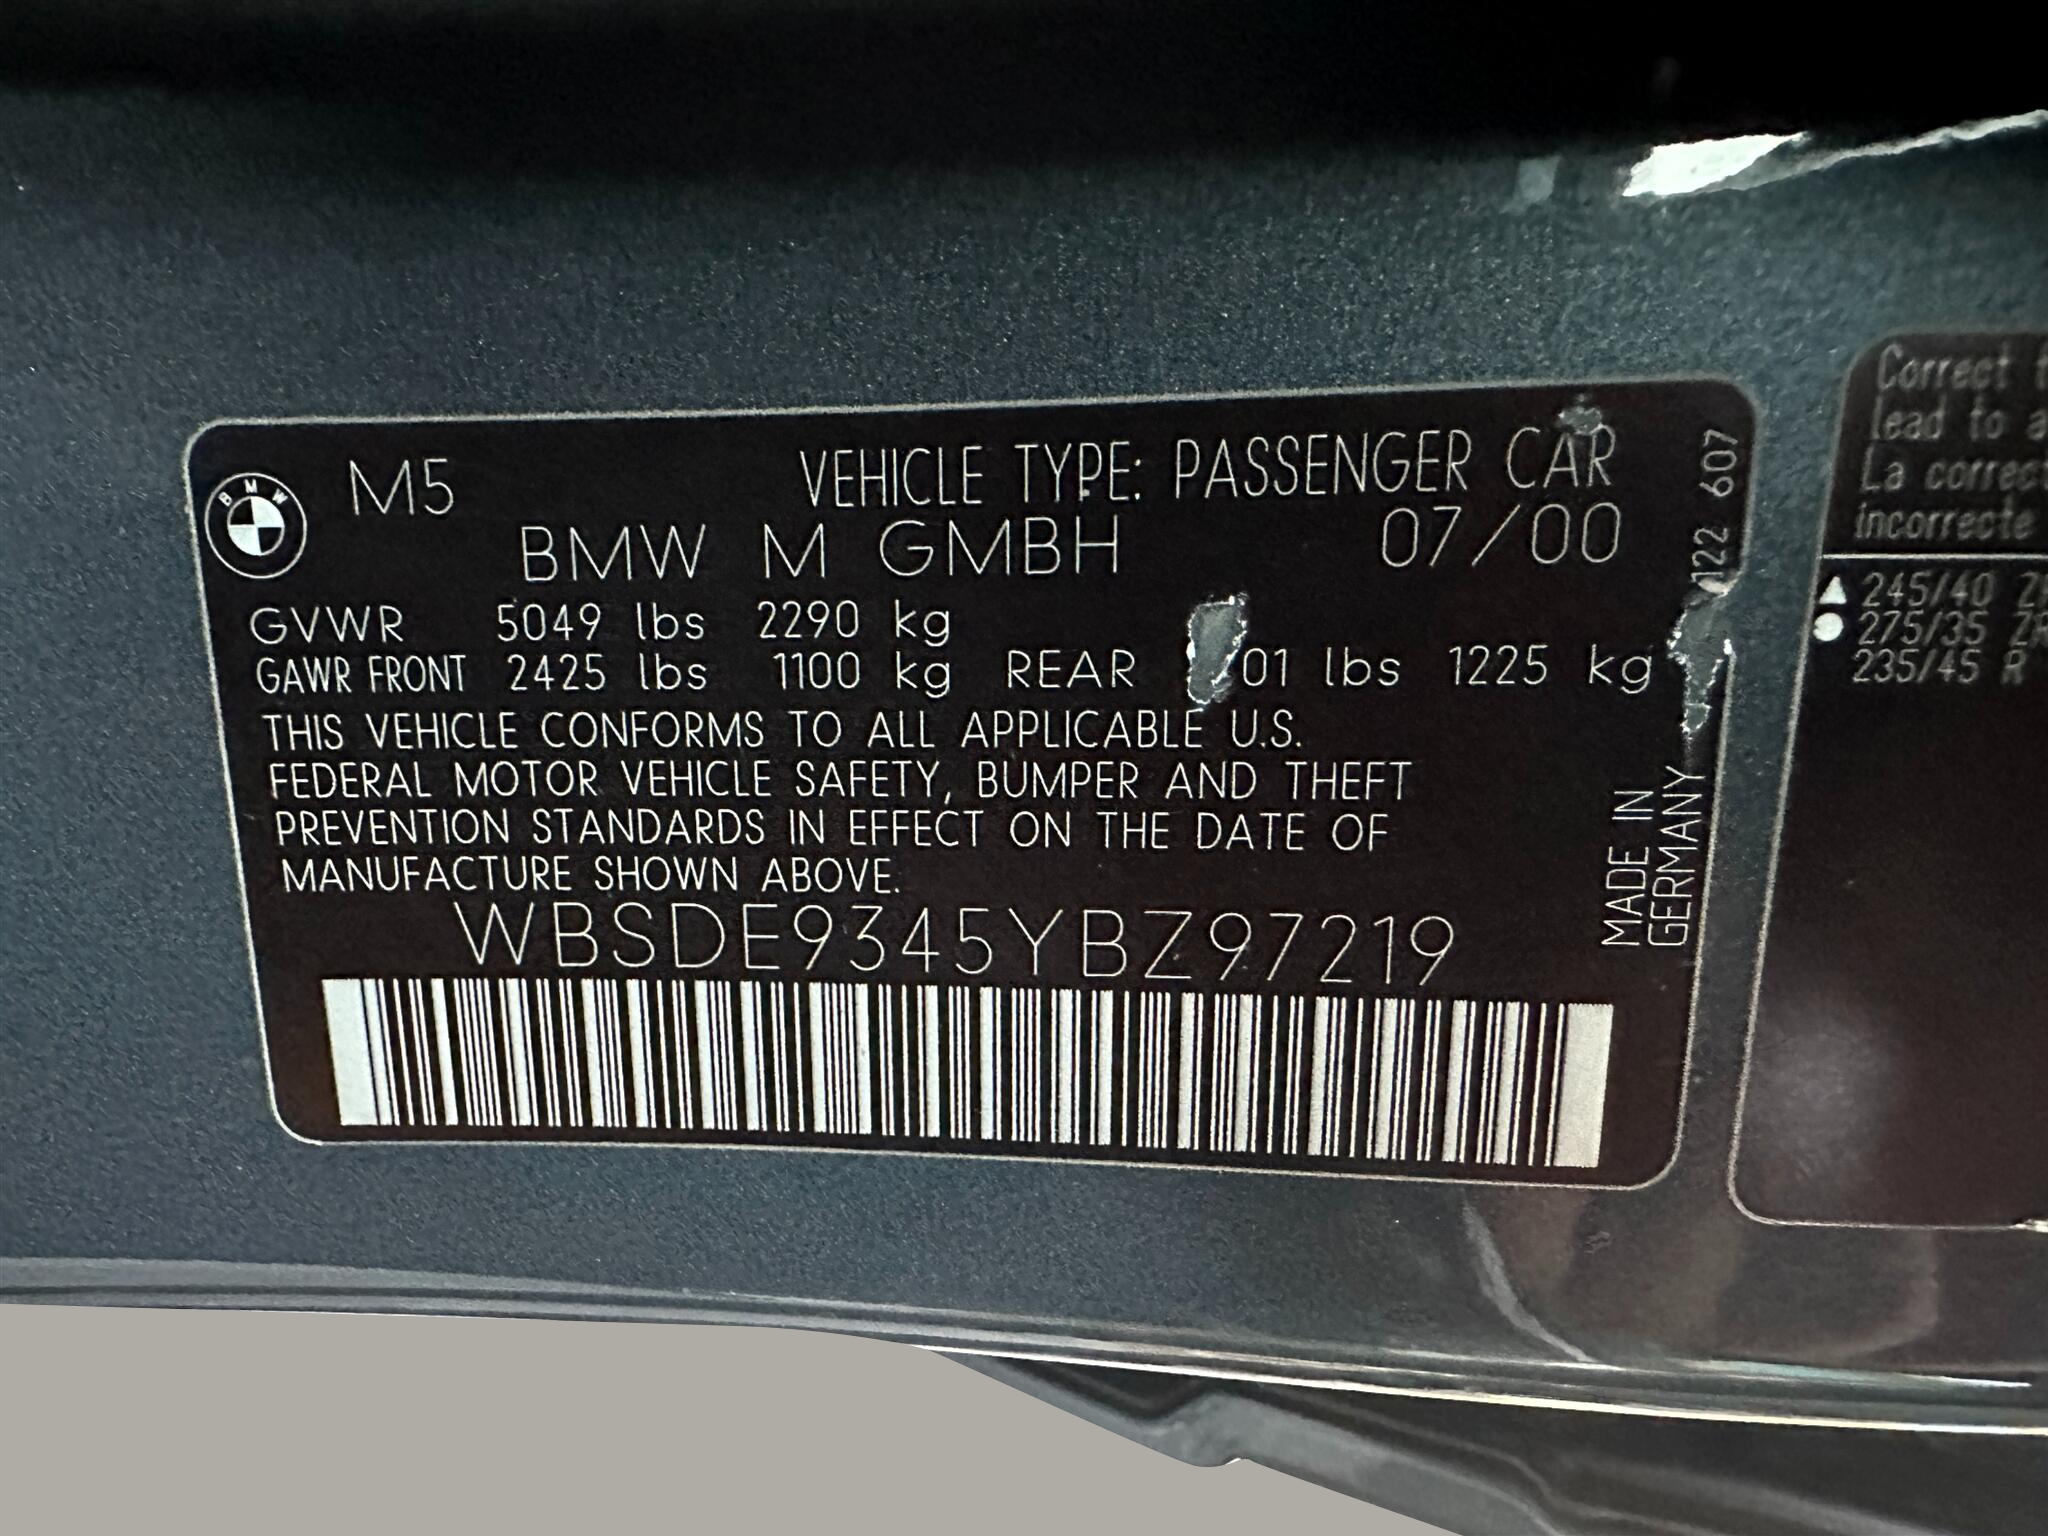 M5 VEHICLE TYPE: PASSENGER CAR
BMW
BMW M GMBH 07/00
GVWR 5049 lbs 2290 kg
GAWR FRONT 2425 lbs 1100 kg REAR 01 lbs 1225 kg
THIS VEHICLE CONFORMS TO ALL APPLICABLE U.S.
FEDERAL MOTOR VEHICLE SAFETY, BUMPER AND THEFT
PREVENTION STANDARDS IN EFFECT ON THE DATE OF
MANUFACTURE SHOWN ABOVE.
WBSDE9345YBZ97219
122 607
MADE IN
GERMANY
Correct
lead to a
La correct
incorrecte
245/40 ZR
275/35 ZR
235/45 R